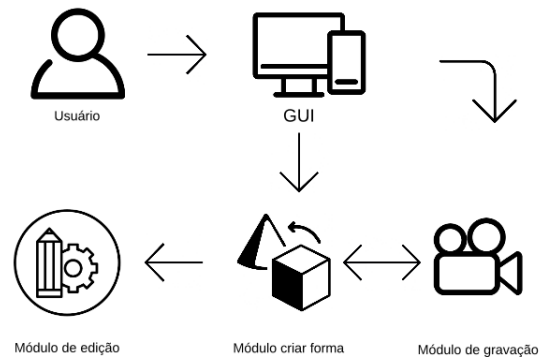 Usuário
GUI
Módulo de edição
Módulo criar forma
Módulo de gravação